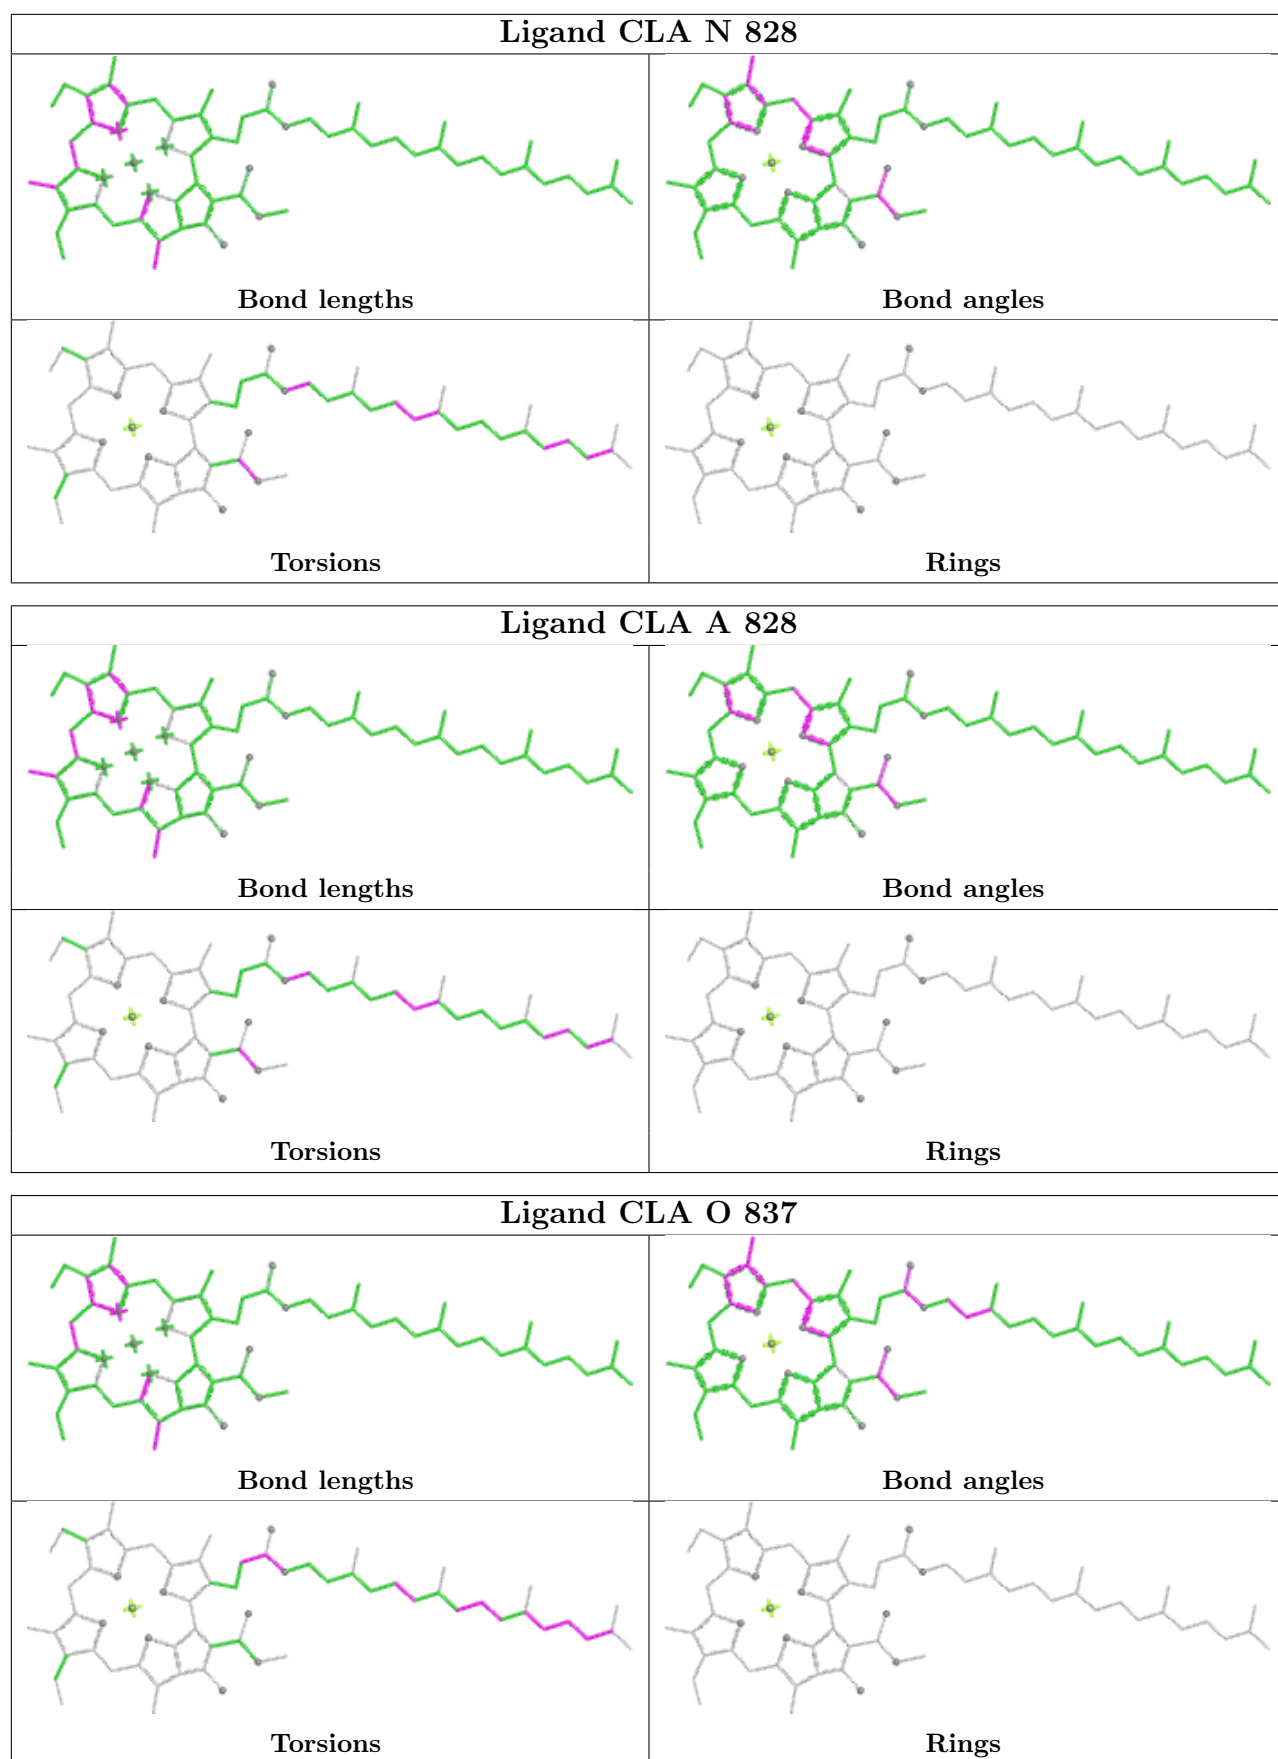 Ligand CLA N 828
Bond lengths
Bond angles
Torsions
Rings
Ligand CLA A 828
Bond lengths
Bond angles
Torsions
Rings
Ligand CLA O 837
Bond lengths
Bond angles
Torsions
Rings